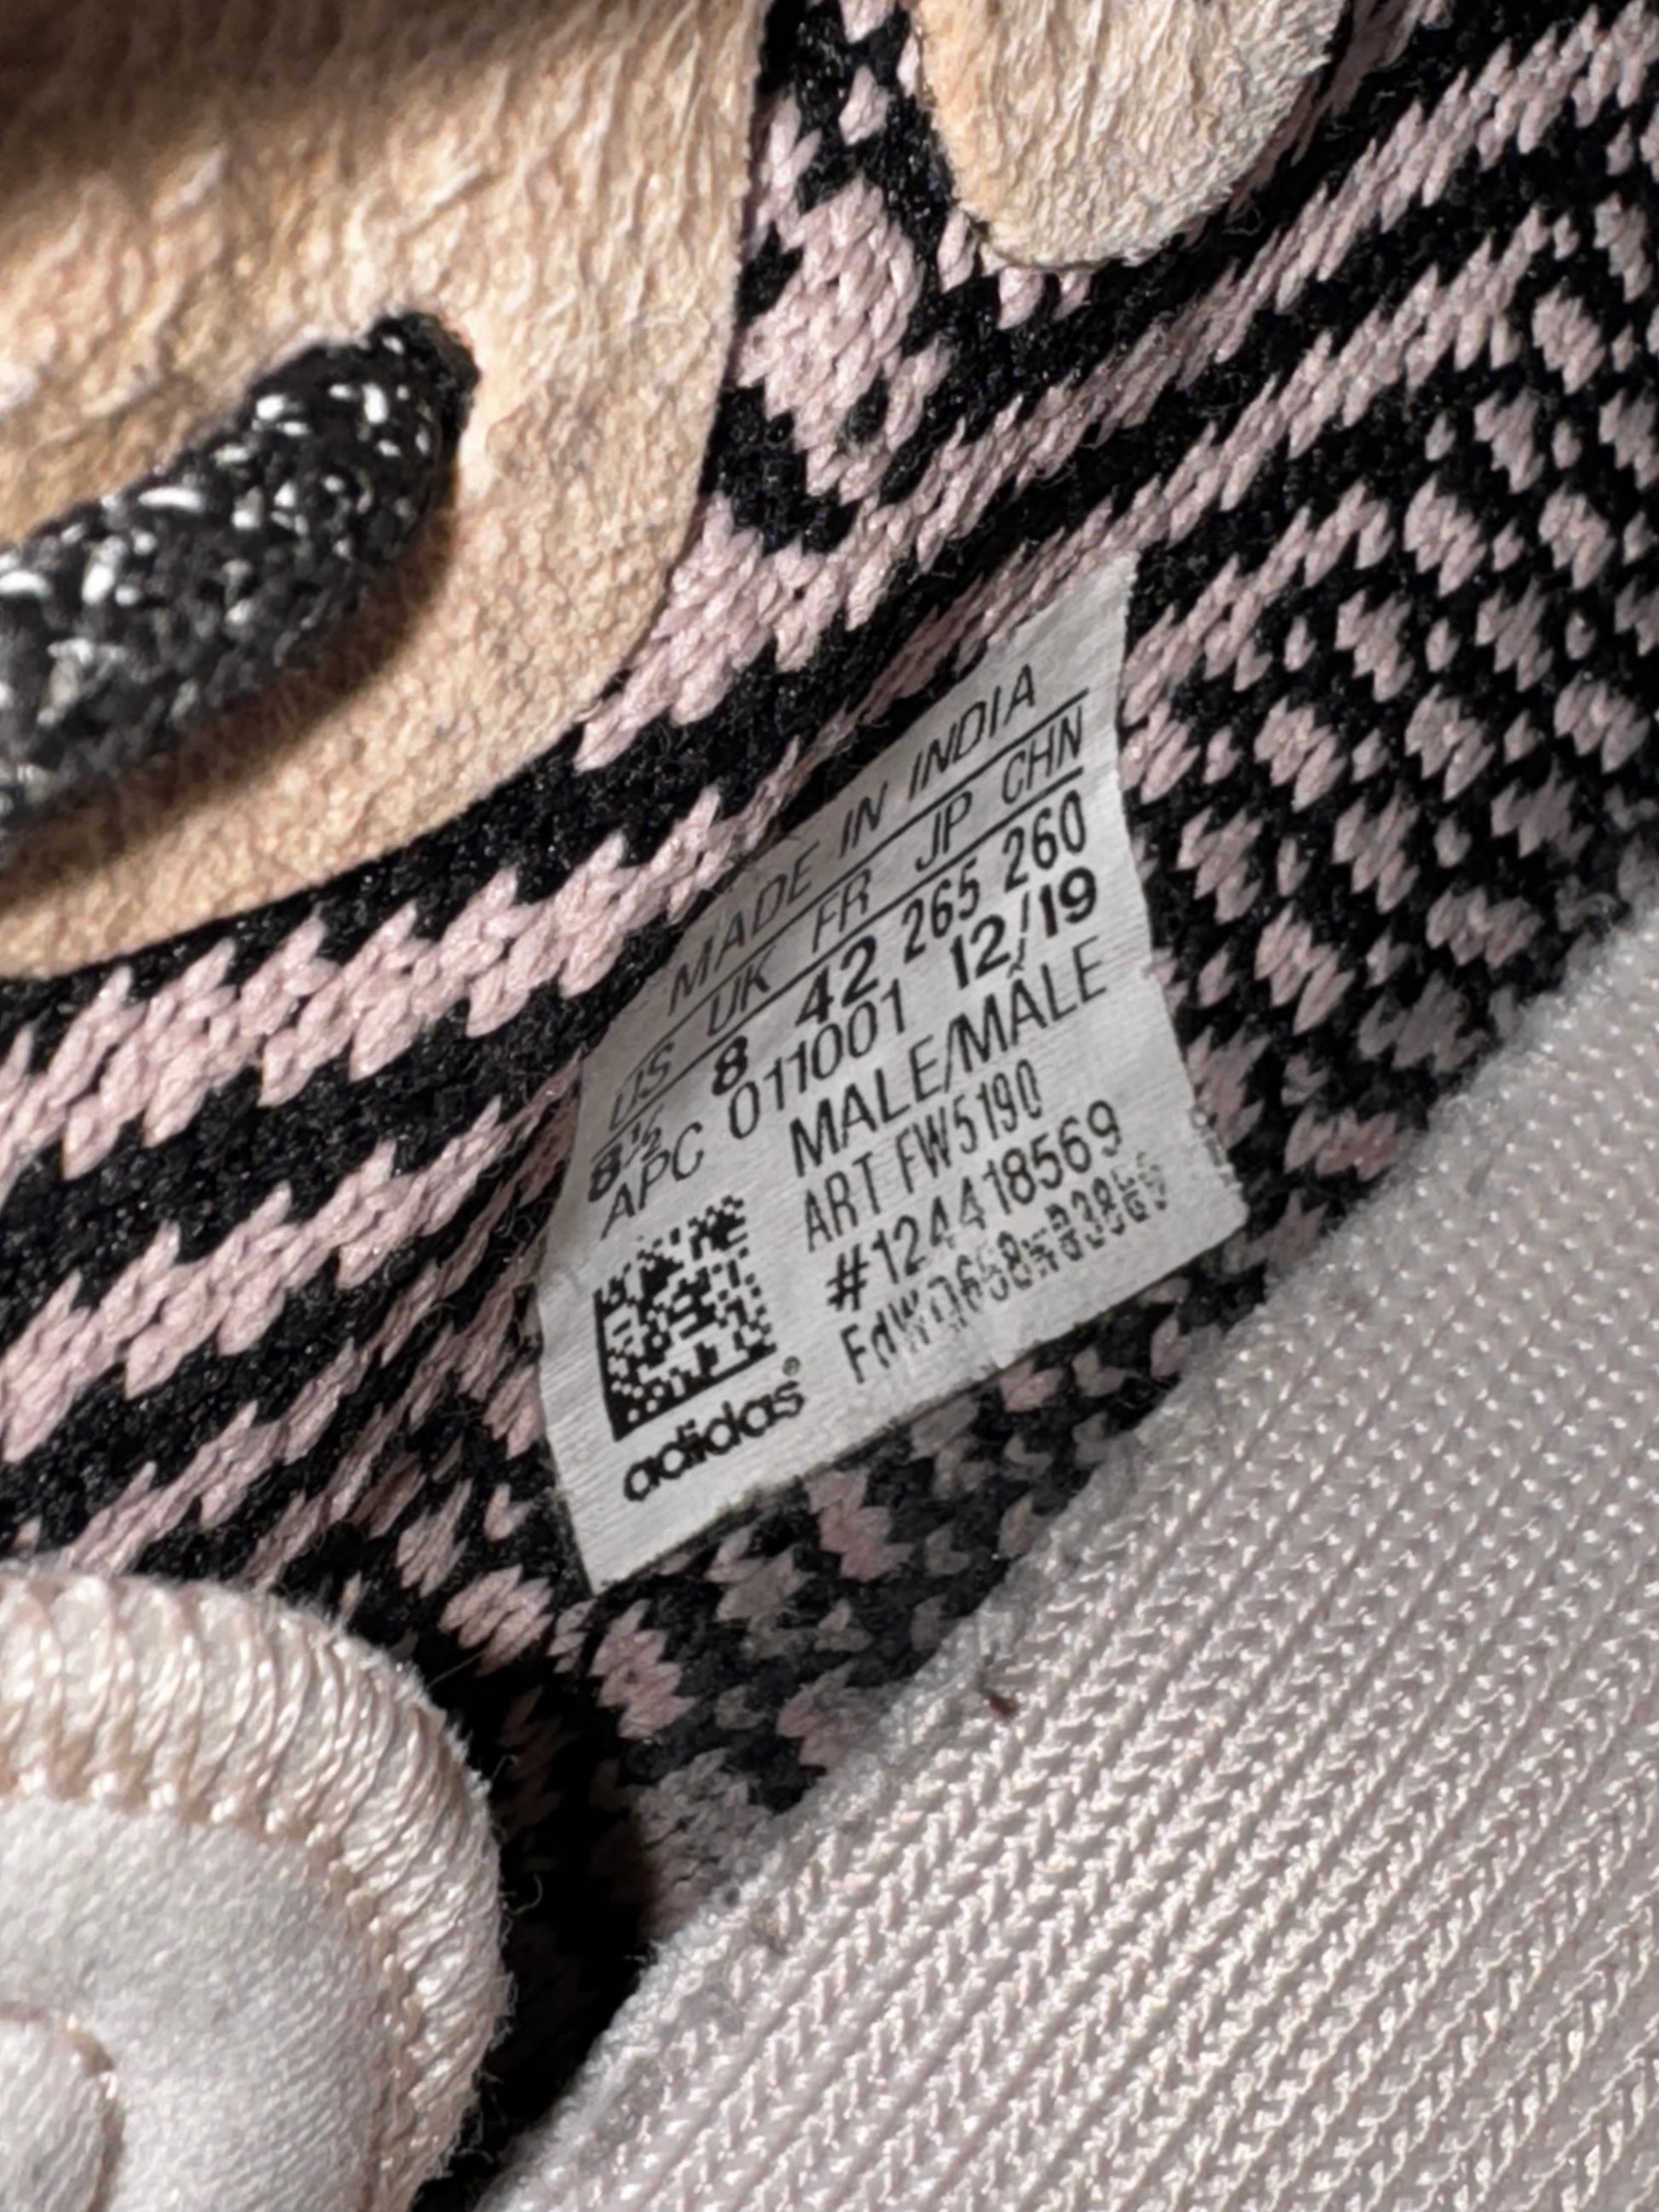 MADE IN INDIA
US UK FR JP CHN
8½ 8 42 265 260
APC 011001 12/19
MALE/MALE
ART FW5190
#124418569
adidas®